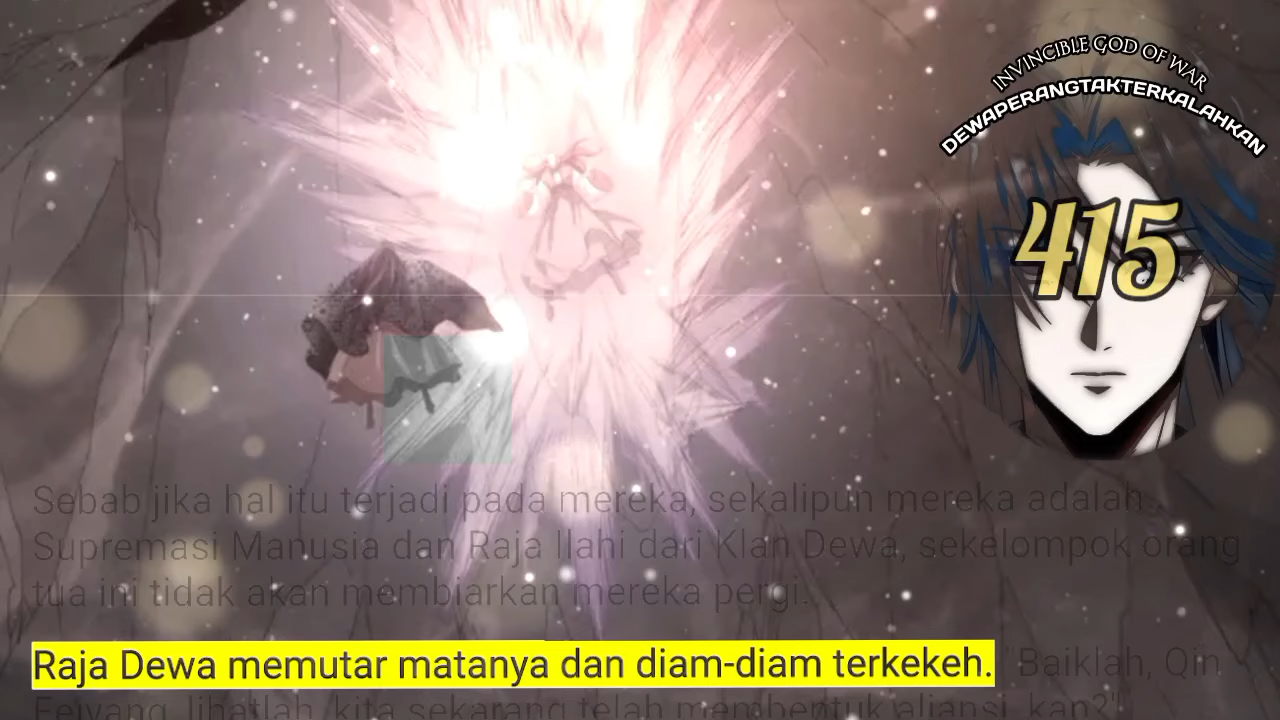 INVINCIBLE GOD OF WAR
DEWAPERANGTAKTERKALAHKAN
415
Sebab jika hal itu terjadi pada mereka, sekalipun mereka adalah
Supremasi Manusia dan Raja Ilahi dari Klan Dewa, sekelompok orang
tua ini tidak akan membiarkan mereka pergi.
Raja Dewa memutar matanya dan diam-diam terkekeh. "Baiklah, Qin
Feiyang, lihatlah, kita sekarang telah membentuk aliansi, kan?"